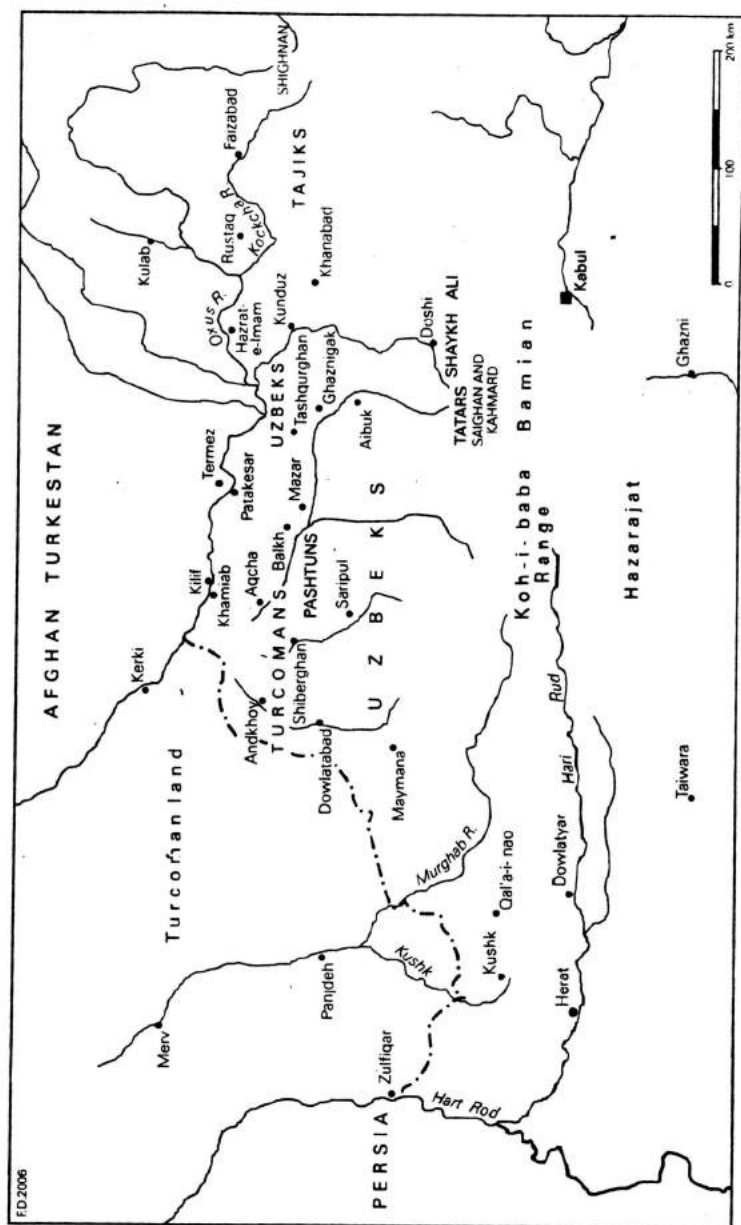 F.D.2006
AFGHAN TURKESTAN
SHIGHNAN
Kulab
Faizabad
Rustaq
Kockcha R.
TAJIKS
Oxus R.
Hazrat-
e-Imam
Kunduz
Khanabad
Termez
Patakesar
UZBEKS
Tashqurghan
Ghaznigak
Kilif
Khamiab
Kerki
Aqcha
Balkh
Mazar
Aibuk
Doshi
TATARS SHAYKH ALI
SAIGHAN AND
KAHMARD
PASHTUNS
Saripul
TURCOMANS
Shiberghan
Andkhoy
Dowlatabad
UZBEKS
Maymana
Turcomanland
Merv
Panjdeh
Kushk
Murghab R.
Qal'a-i-nao
Kushk
Zulfiqar
PERSIA
Hart Rod
Herat
Dowlatyar
Hari Rud
Koh-i-baba Bamian
Range
Kabul
Ghazni
Hazarajat
Taiwara
0 100 200 km